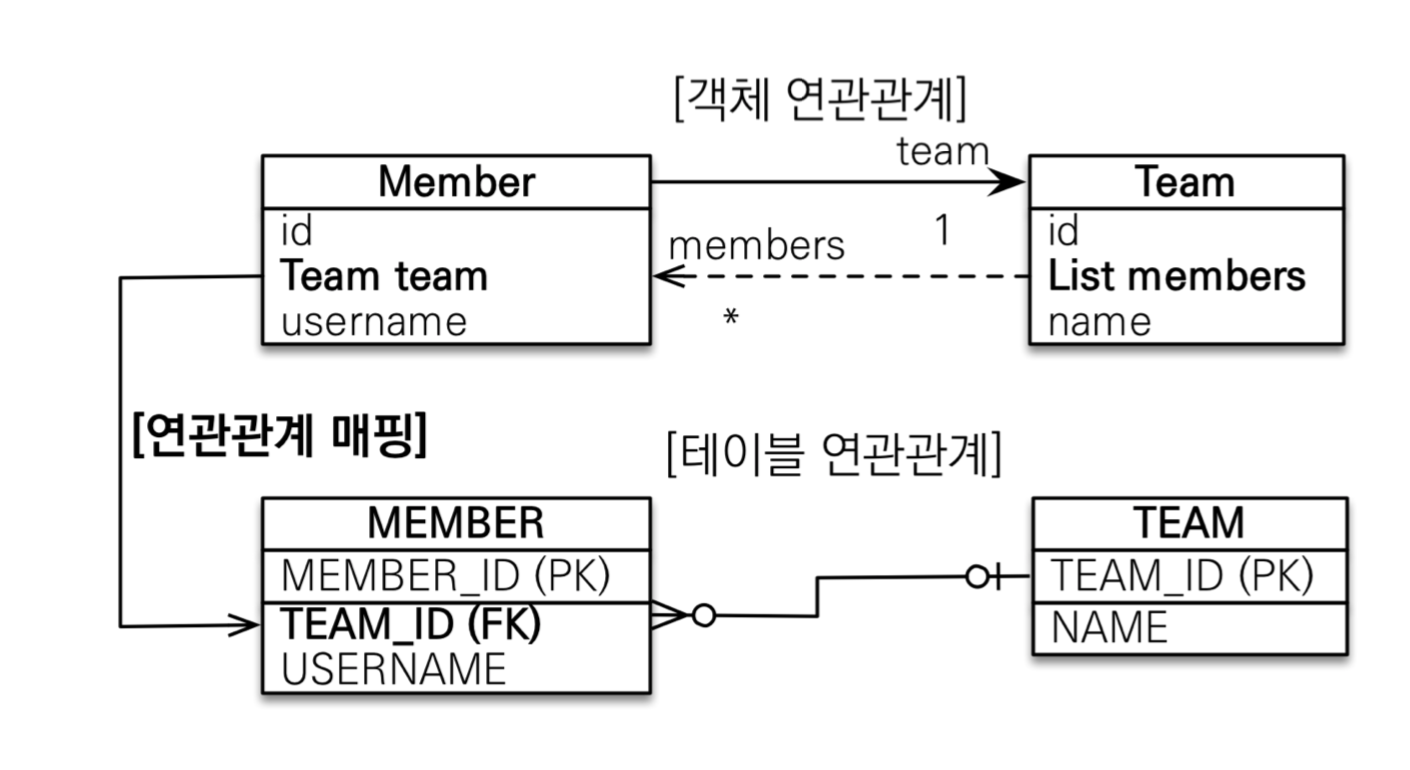 [객체 연관관계]
team
Member
Team
id
Team team
username
members
1
*
id
List members
name
[연관관계 매핑]
[테이블 연관관계]
MEMBER
MEMBER_ID (PK)
TEAM_ID (FK)
USERNAME
TEAM
TEAM_ID (PK)
NAME